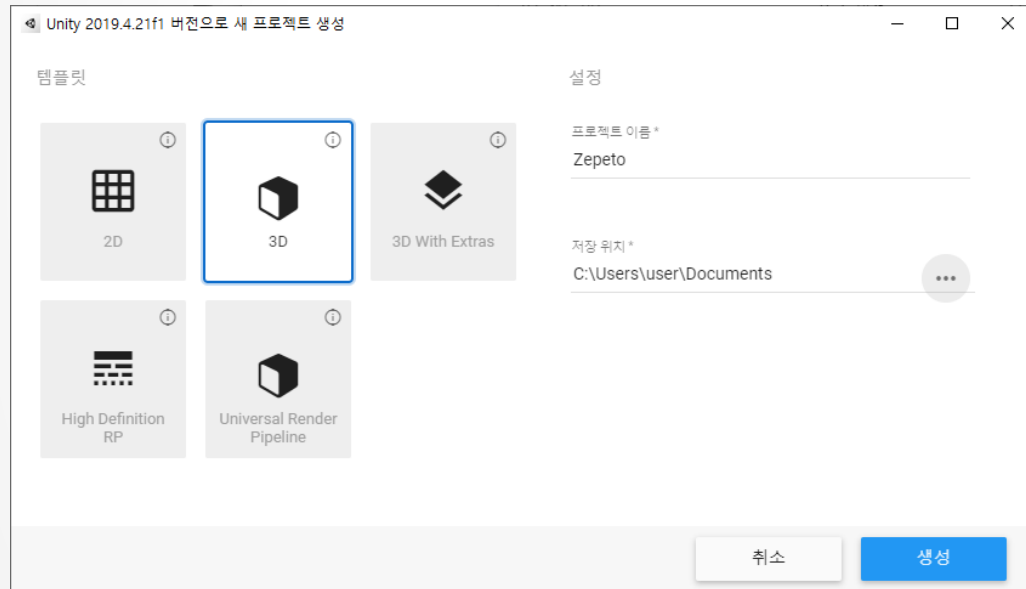 Unity 2019.4.21f1 버전으로 새 프로젝트 생성
템플릿
2D
3D
3D With Extras
High Definition
RP
Universal Render
Pipeline
설정
프로젝트 이름 *
Zepeto
저장 위치 *
C:\Users\user\Documents
취소
생성